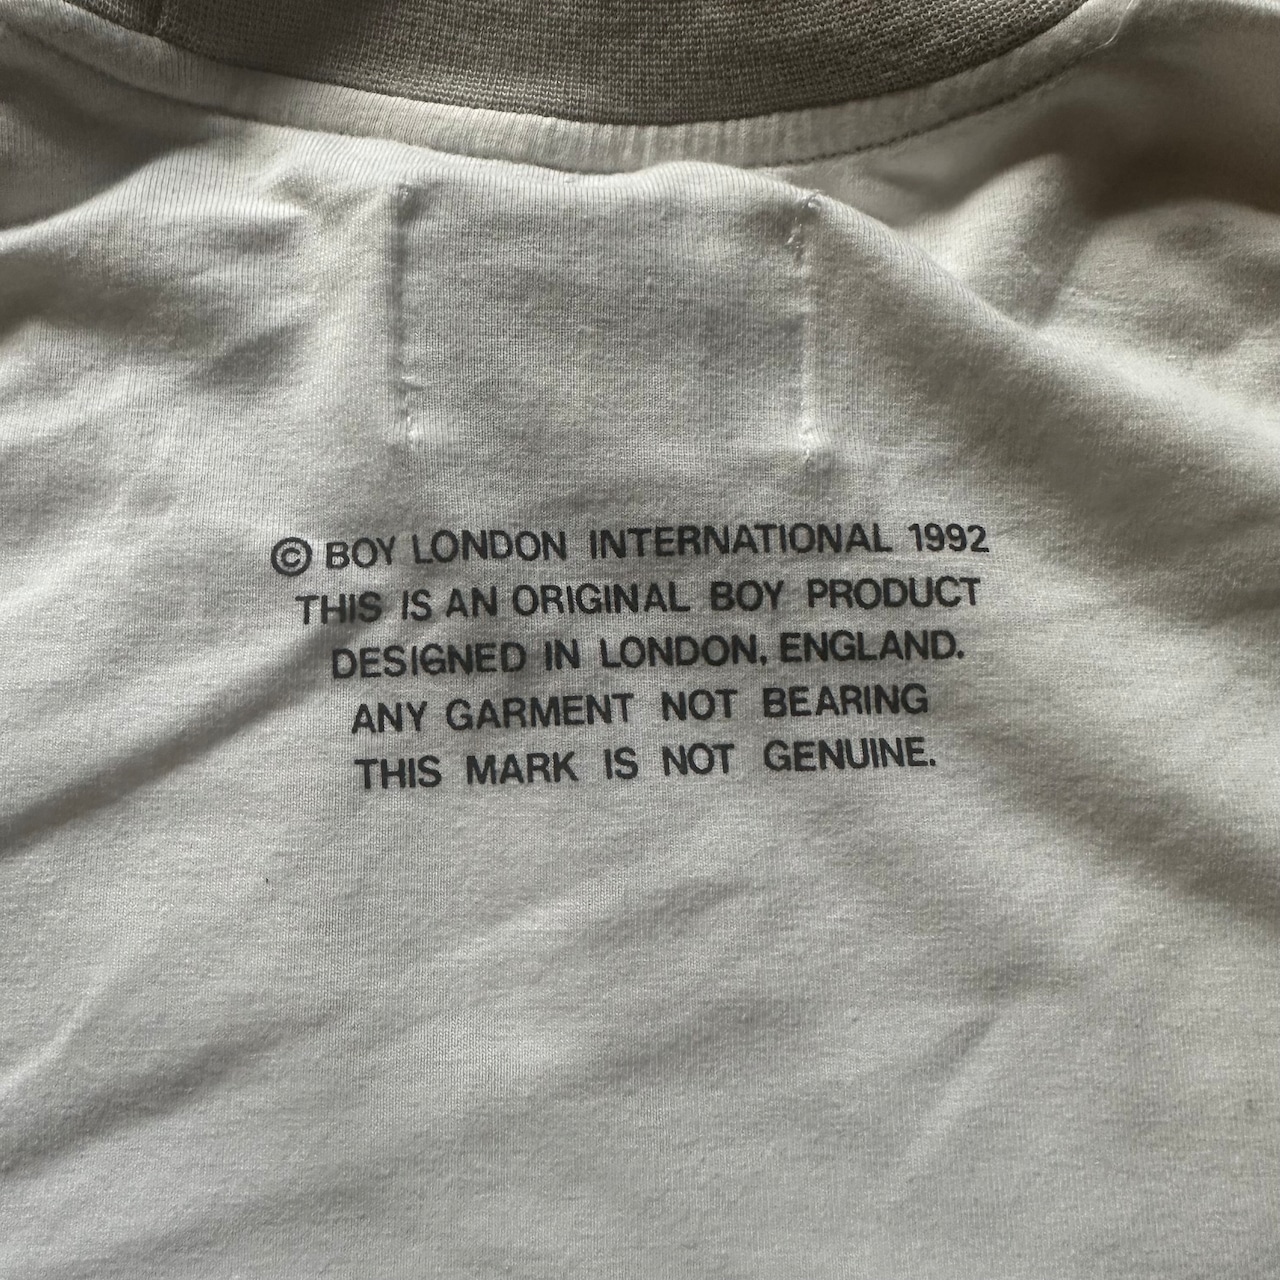 © BOY LONDON INTERNATIONAL 1992
THIS IS AN ORIGINAL BOY PRODUCT
DESIGNED IN LONDON, ENGLAND.
ANY GARMENT NOT BEARING
THIS MARK IS NOT GENUINE.